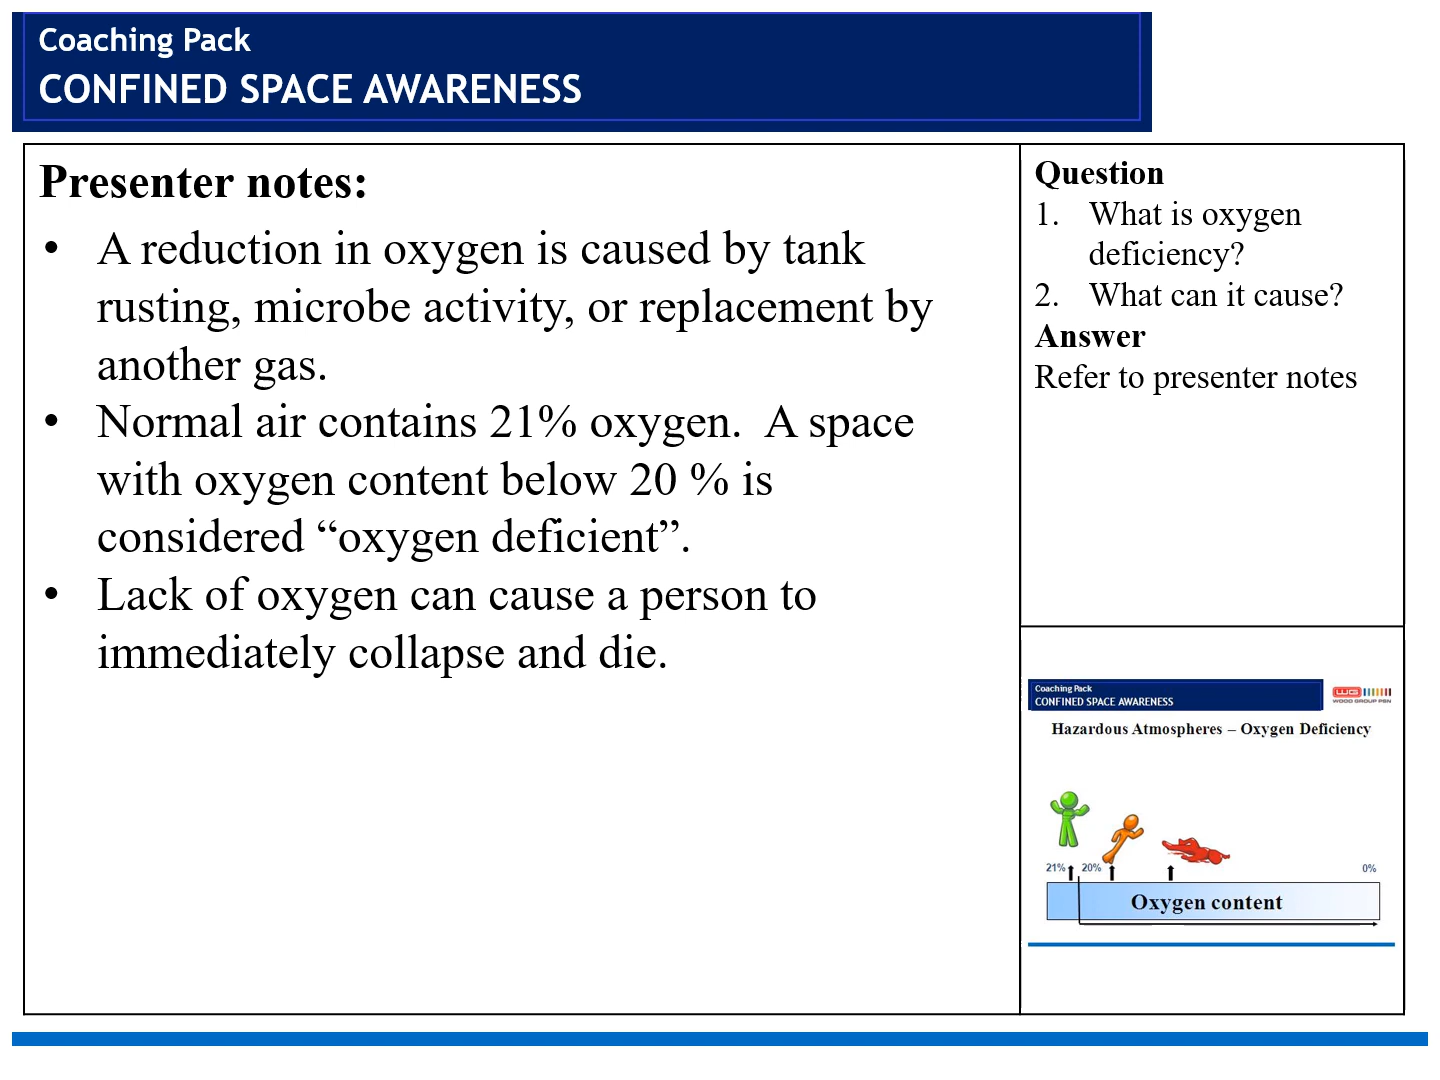 Coaching Pack
CONFINED SPACE AWARENESS
Presenter notes:
• A reduction in oxygen is caused by tank
rusting, microbe activity, or replacement by
another gas.
• Normal air contains 21% oxygen.  A space
with oxygen content below 20 % is
considered “oxygen deficient”.
• Lack of oxygen can cause a person to
immediately collapse and die.
Question
1. What is oxygen
deficiency?
2. What can it cause?
Answer
Refer to presenter notes
Coaching Pack
CONFINED SPACE AWARENESS
WG
WOOD GROUP PSN
Hazardous Atmospheres – Oxygen Deficiency
21% 20% 0%
Oxygen content